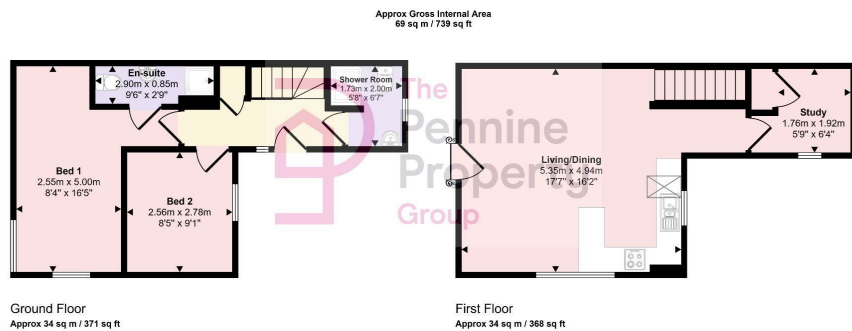 Approx Gross Internal Area
69 sq m / 739 sq ft
En-suite
2.90m x 0.85m
9'6" x 2'9"
Shower Room
1.73m x 2.00m
5'8" x 6'7"
Bed 1
2.55m x 5.00m
8'4" x 16'5"
Bed 2
2.56m x 2.78m
8'5" x 9'1"
The
Pennine
Property
Group
Living/Dining
5.35m x 4.94m
17'7" x 16'2"
Study
1.76m x 1.92m
5'9" x 6'4"
Ground Floor
Approx 34 sq m / 371 sq ft
First Floor
Approx 34 sq m / 368 sq ft